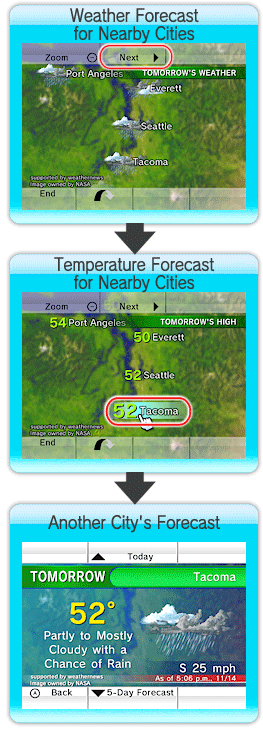 Weather Forecast
for Nearby Cities
Zoom Next
Port Angeles TOMORROW'S WEATHER
Everett
Seattle
Tacoma
supported by weathernews
Image owned by NASA
End
Temperature Forecast
for Nearby Cities
Zoom Next
54 Port Angeles TOMORROW'S HIGH
50 Everett
52 Seattle
52 Tacoma
supported by weathernews
Image owned by NASA
End
Another City's Forecast
Today
TOMORROW Tacoma
52°
Partly to Mostly
Cloudy with a
Chance of Rain
S 25 mph
supported by weathernews
Image owned by NASA
As of 5:06 p.m., 11/14
A Back 5-Day Forecast